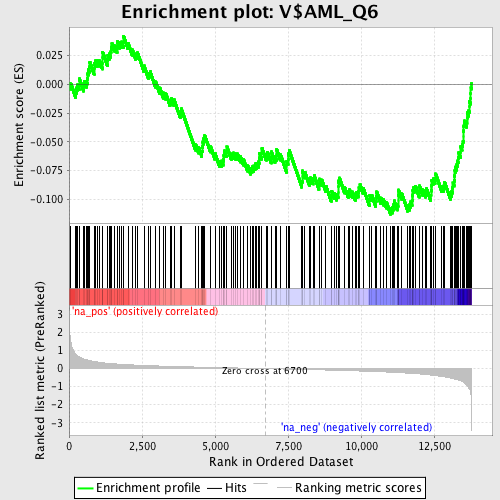 Enrichment plot: V$AML_Q6
Enrichment score (ES)
0.025
0.000
-0.025
-0.050
-0.075
-0.100
'na_pos' (positively correlated)
Ranked list metric (PreRanked)
3
2
1
0
-1
-2
-3
Zero cross at 6700
'na_neg' (negatively correlated)
0
2,500
5,000
7,500
10,000
12,500
Rank in Ordered Dataset
Enrichment profile
Hits
Ranking metric scores